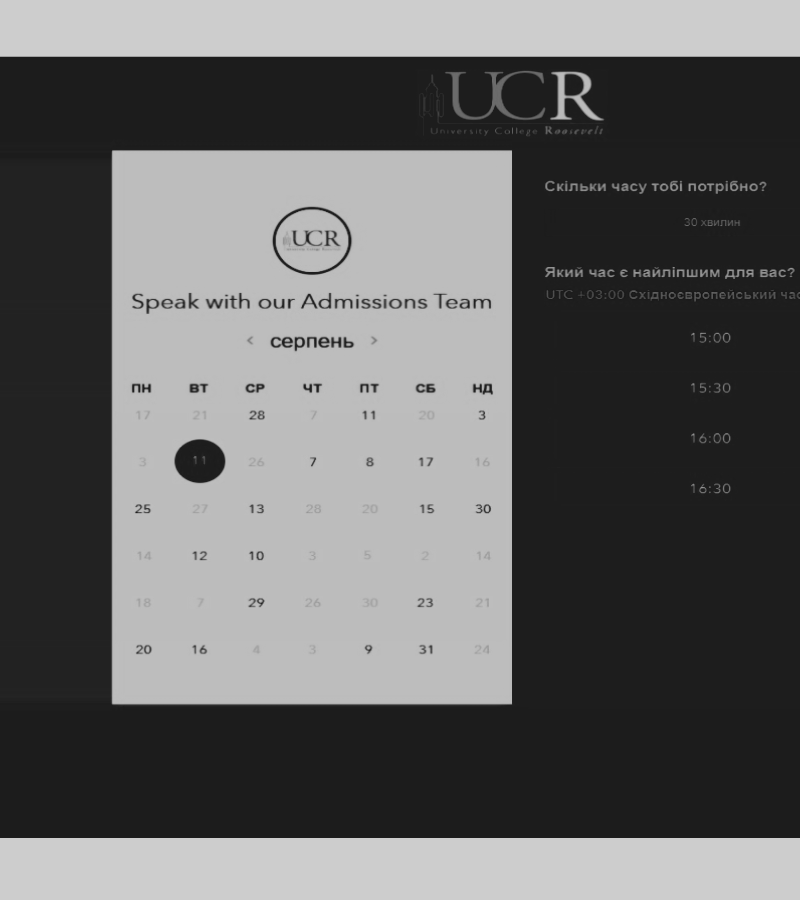 UCR
University College Roosevelt
UCR
Speak with our Admissions Team
< серпень >
ПН ВТ СР ЧТ ПТ СБ НД
17 21 28 7 11 20 3
3 11 26 7 8 17 16
25 27 13 28 20 15 30
14 12 10 3 5 2 14
18 7 29 26 30 23 21
20 16 4 3 9 31 24
Скільки часу тобі потрібно?
30 хвилин
Який час є найліпшим для вас?
UTC +03:00 Східноєвропейський час
15:00
15:30
16:00
16:30